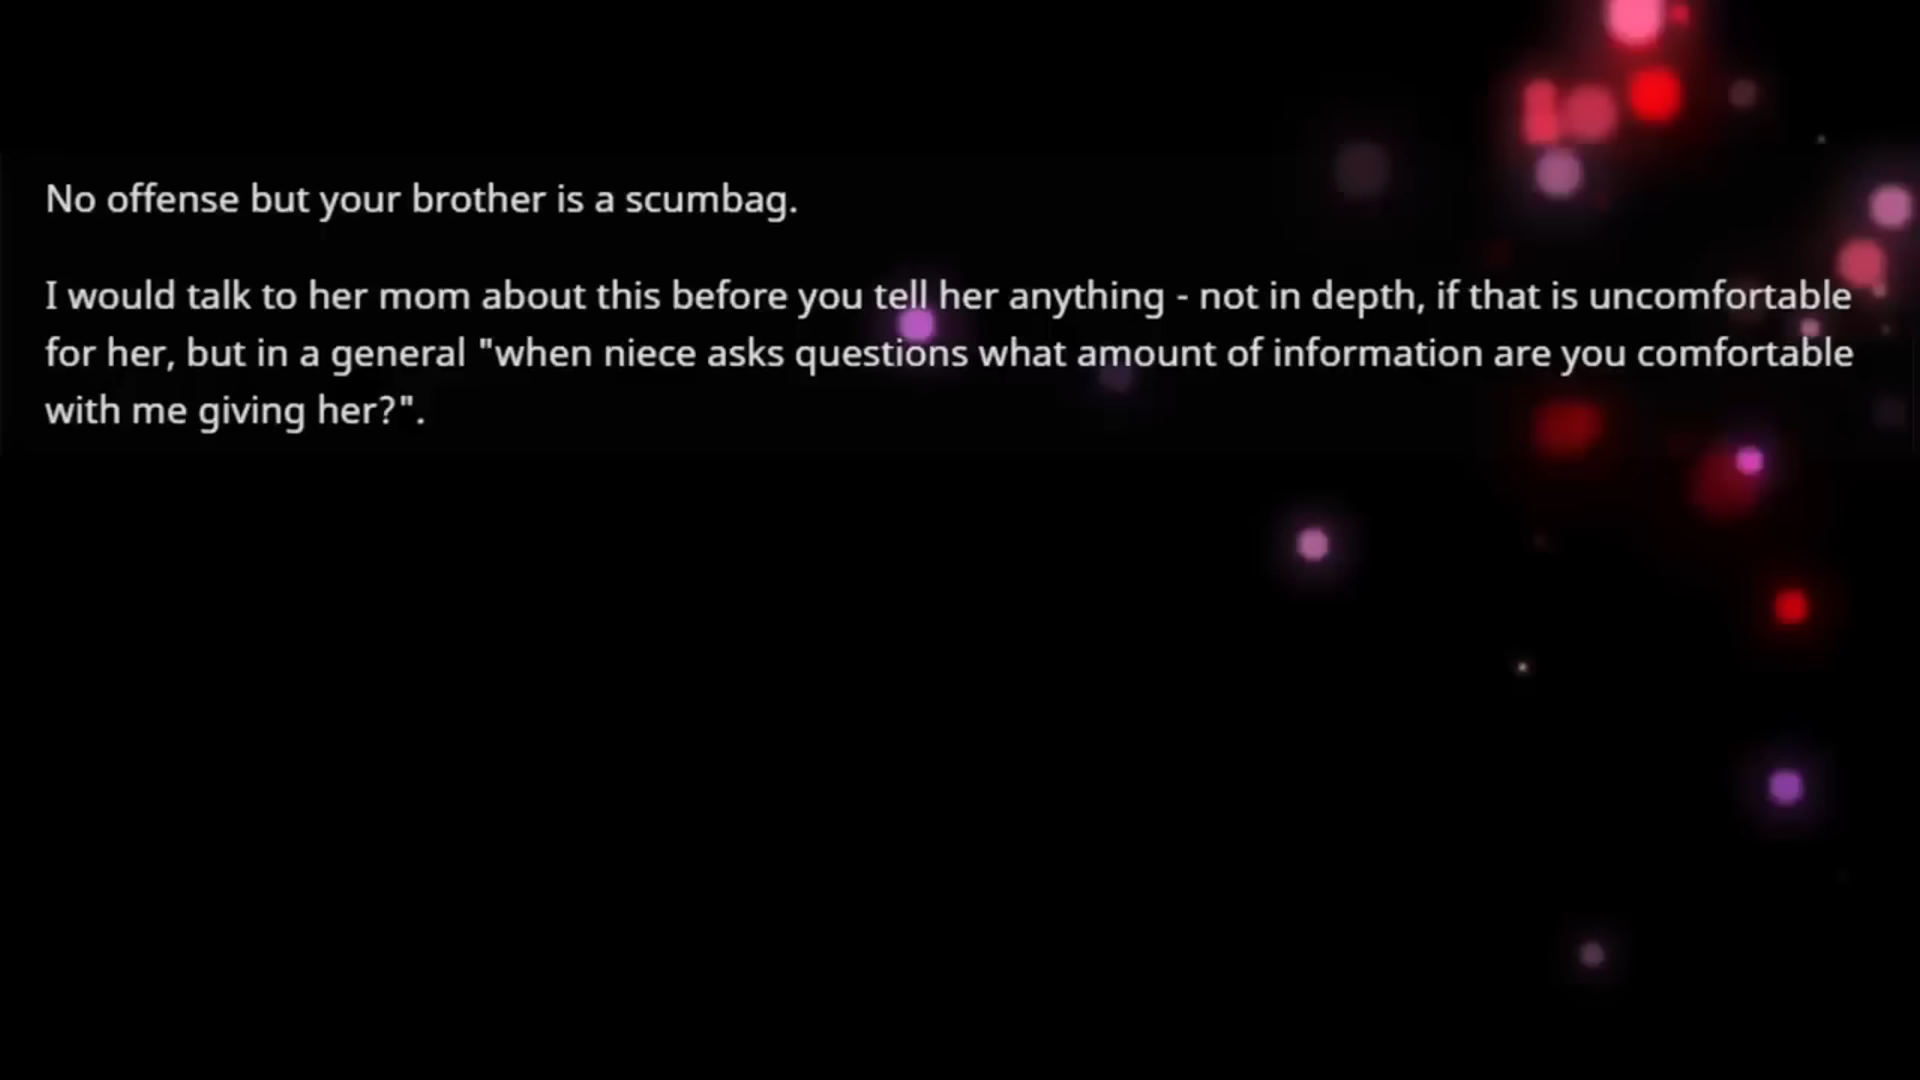 No offense but your brother is a scumbag.
I would talk to her mom about this before you tell her anything - not in depth, if that is uncomfortable
for her, but in a general "when niece asks questions what amount of information are you comfortable
with me giving her?".